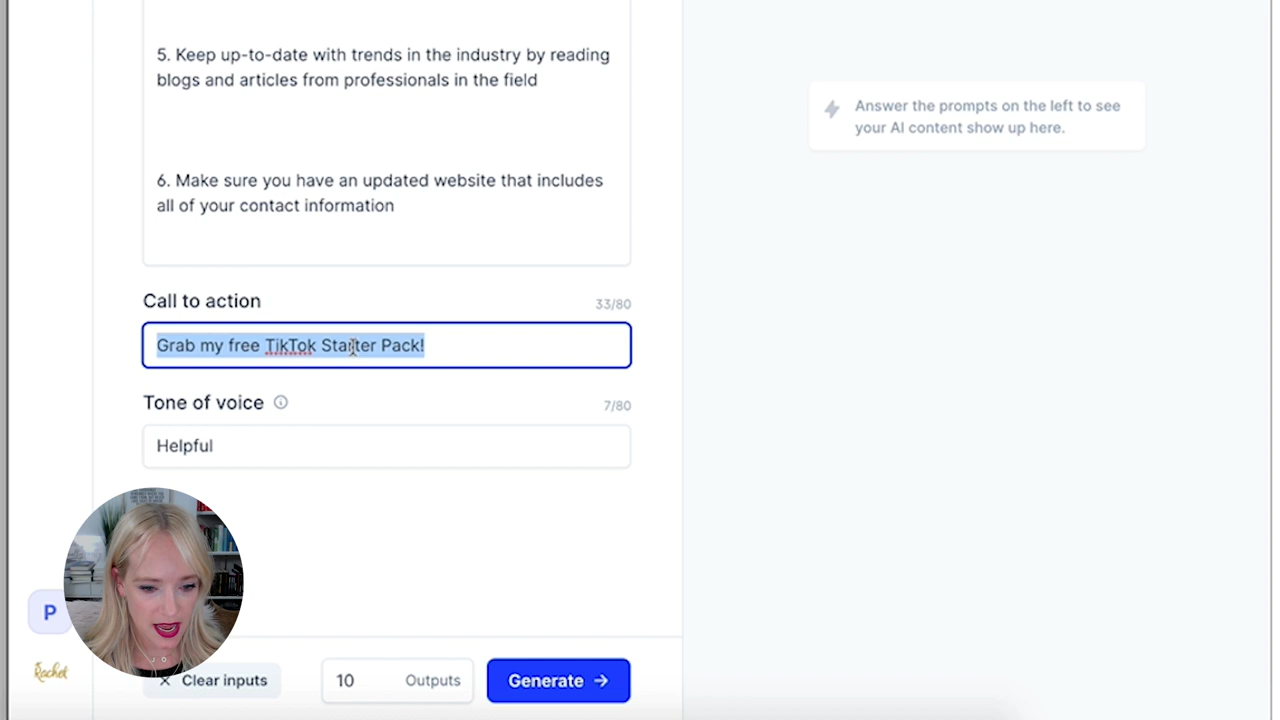 5. Keep up-to-date with trends in the industry by reading
blogs and articles from professionals in the field
6. Make sure you have an updated website that includes
all of your contact information
Call to action
33/80
Grab my free TikTok Starter Pack!
Tone of voice
7/80
Helpful
P
Rachel
Clear inputs
10
Outputs
Generate →
Answer the prompts on the left to see
your AI content show up here.